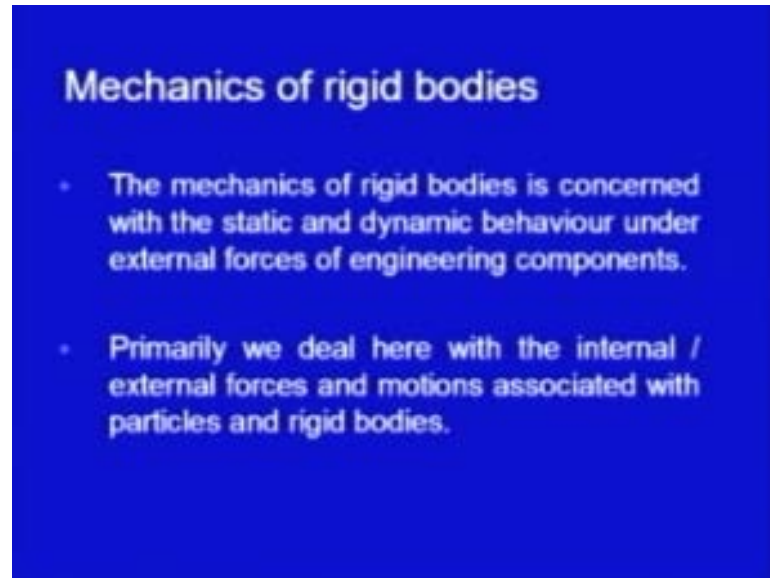 Mechanics of rigid bodies
The mechanics of rigid bodies is concerned
with the static and dynamic behaviour under
external forces of engineering components.
Primarily we deal here with the internal /
external forces and motions associated with
particles and rigid bodies.